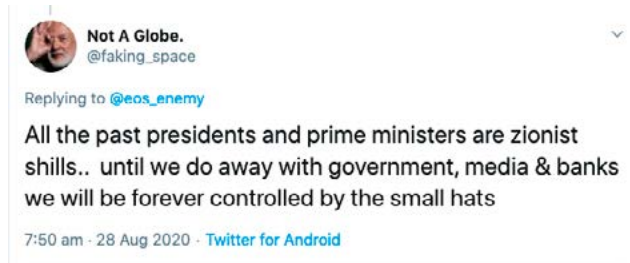 Not A Globe.
@faking_space
Replying to @eos_enemy
All the past presidents and prime ministers are zionist
shills.. until we do away with government, media & banks
we will be forever controlled by the small hats
7:50 am · 28 Aug 2020 · Twitter for Android